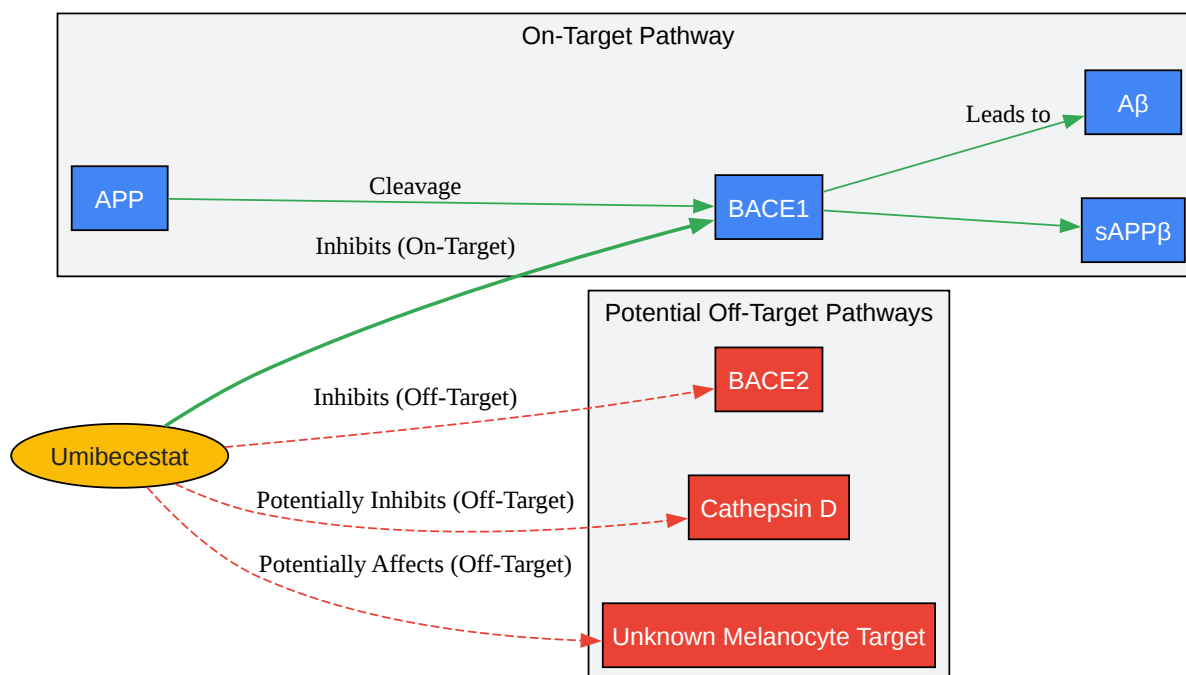 On-Target Pathway
Aβ
Leads to
APP
Cleavage
BACE1
sAPPβ
Inhibits (On-Target)
Potential Off-Target Pathways
BACE2
Inhibits (Off-Target)
Umibecestat
Potentially Inhibits (Off-Target)
Cathepsin D
Potentially Affects (Off-Target)
Unknown Melanocyte Target